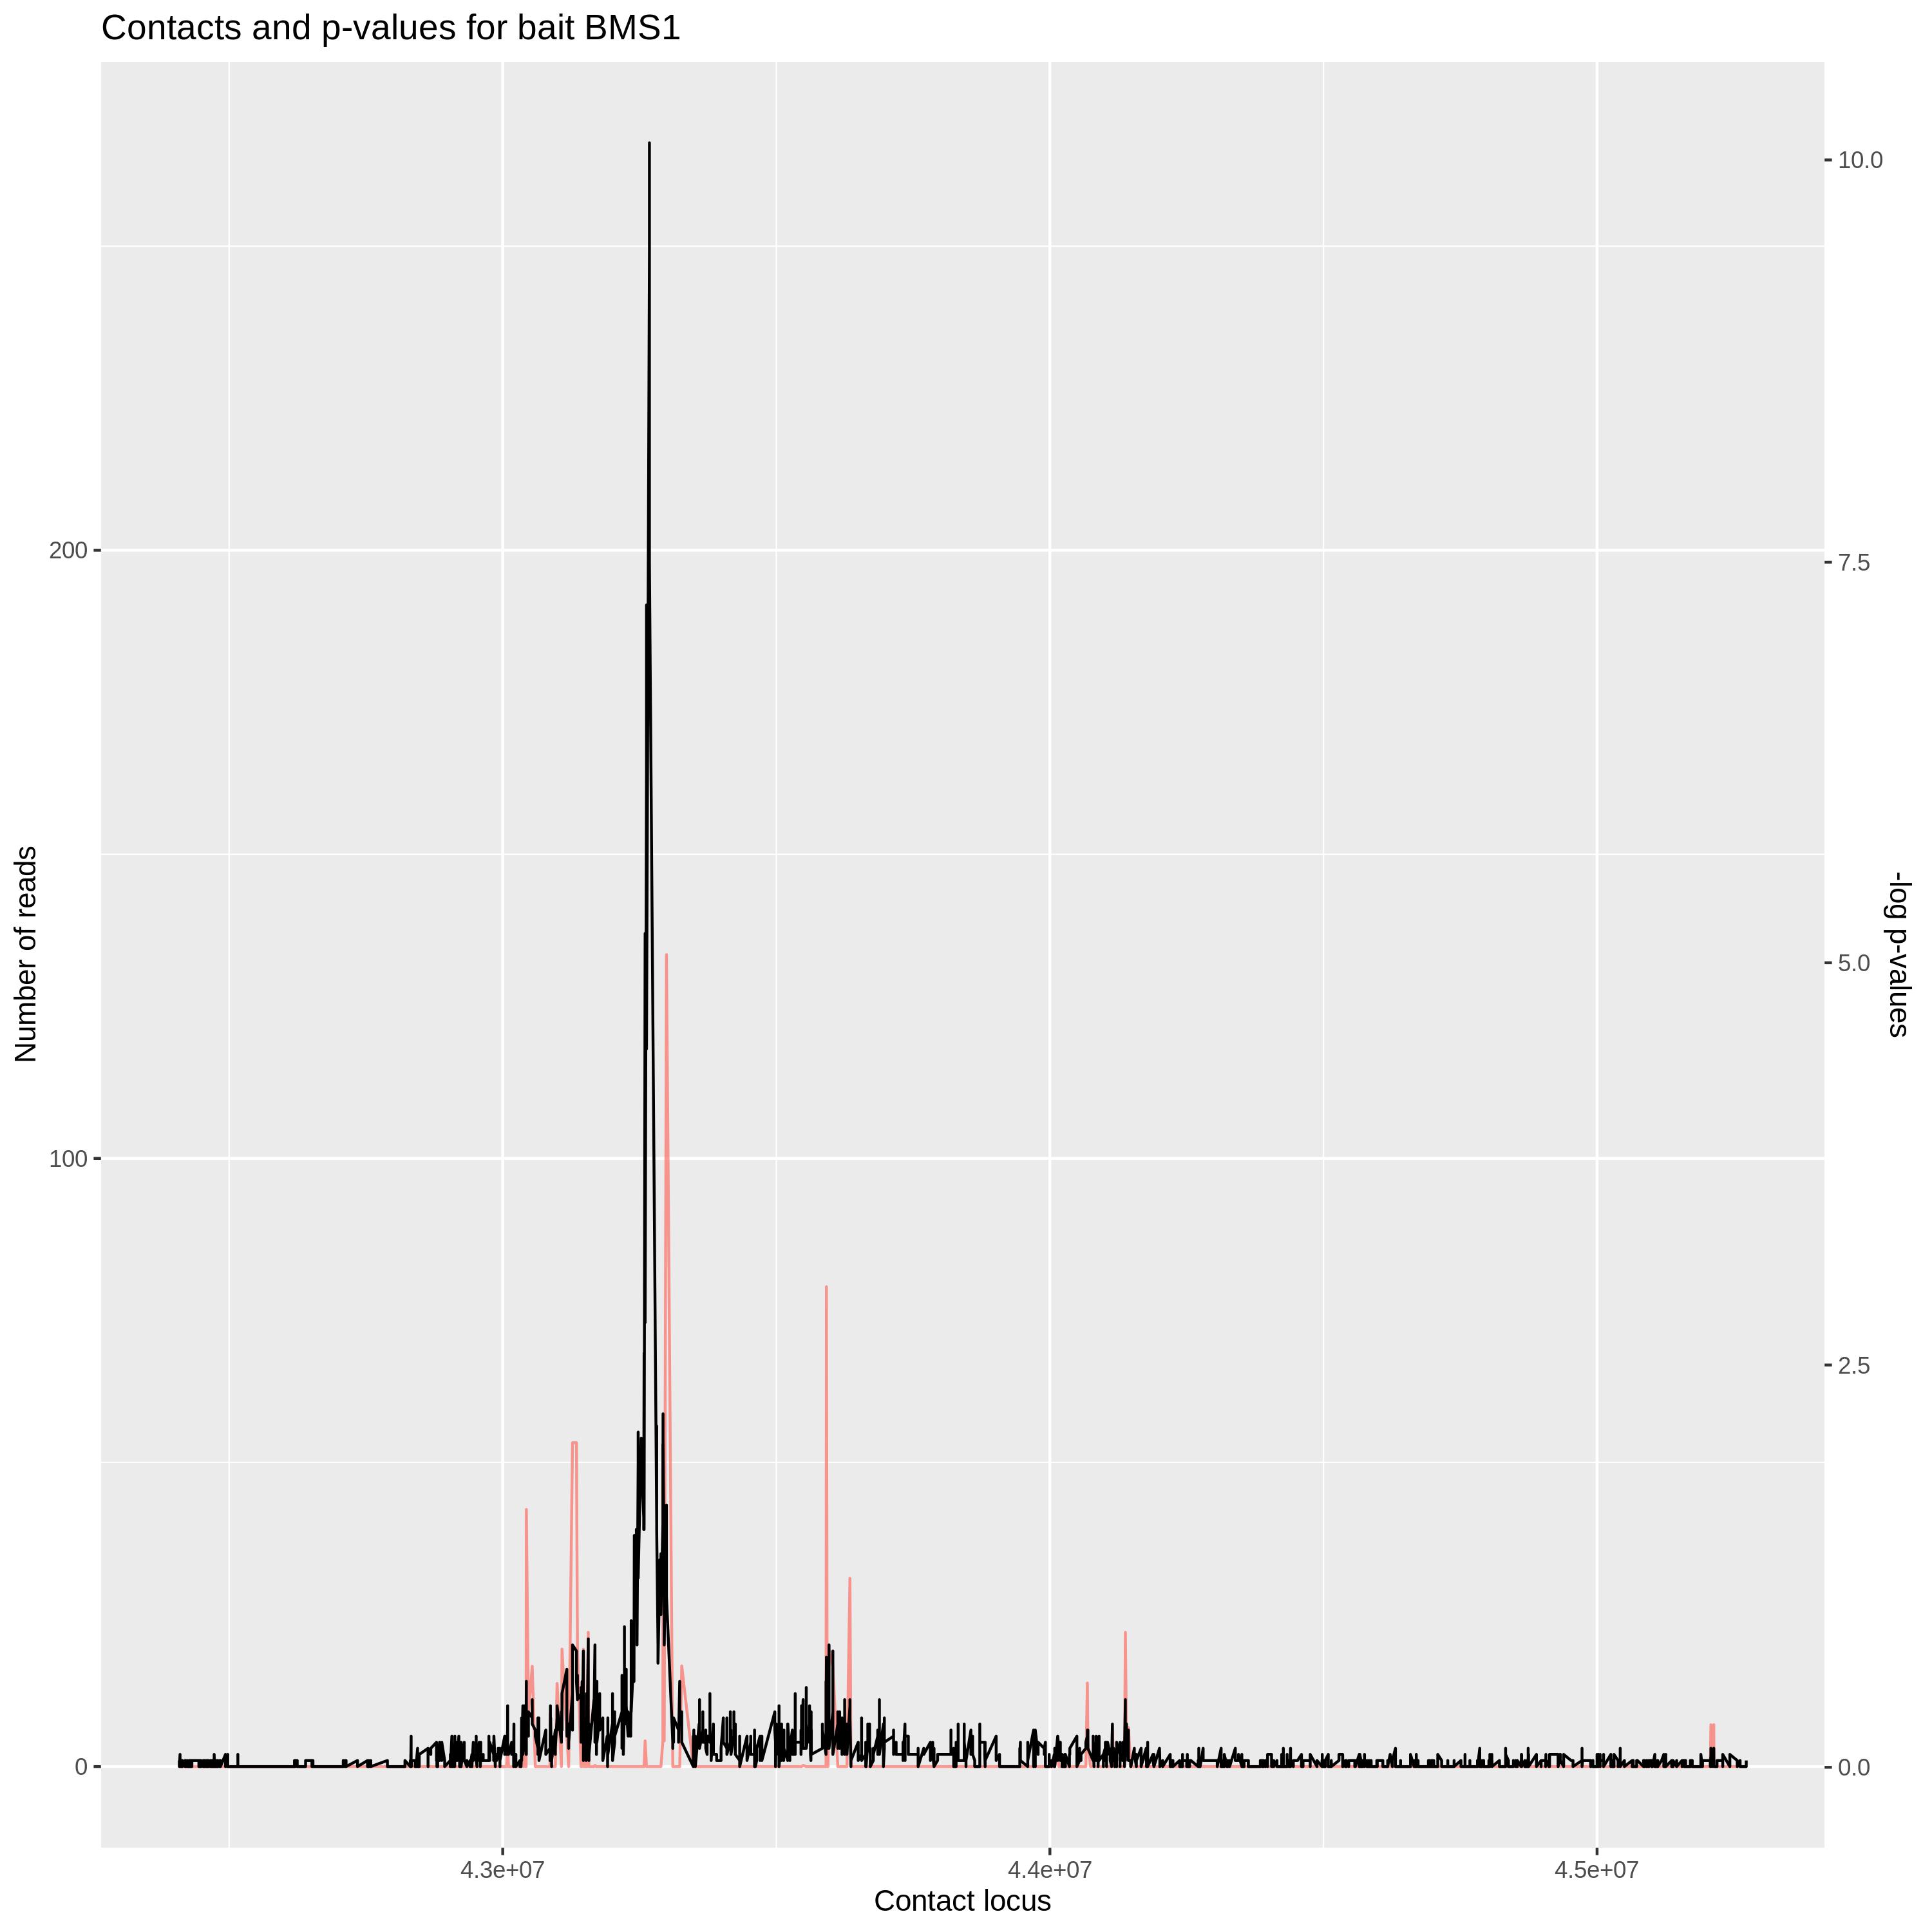 Contacts and p-values for bait BMS1
Number of reads
200
100
0
10.0
7.5
5.0
2.5
0.0
-log p-values
4.3e+07
4.4e+07
4.5e+07
Contact locus